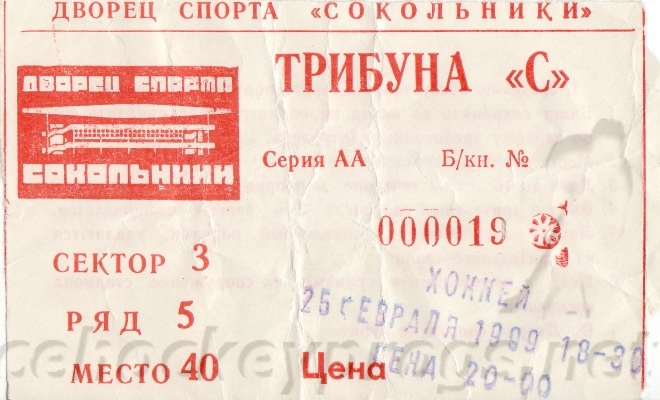 ДВОРЕЦ СПОРТА «СОКОЛЬНИКИ»
ТРИБУНА «С»
ДВОРЕЦ СПОРТА
СОКОЛЬНИКИ
Серия АА Б/кн. №
000019
СЕКТОР 3
РЯД 5
МЕСТО 40
Цена
ХОККЕЙ
25 ФЕВРАЛЯ 1999 18-30
ЦЕНА 20-00
icehockeyprogs.net